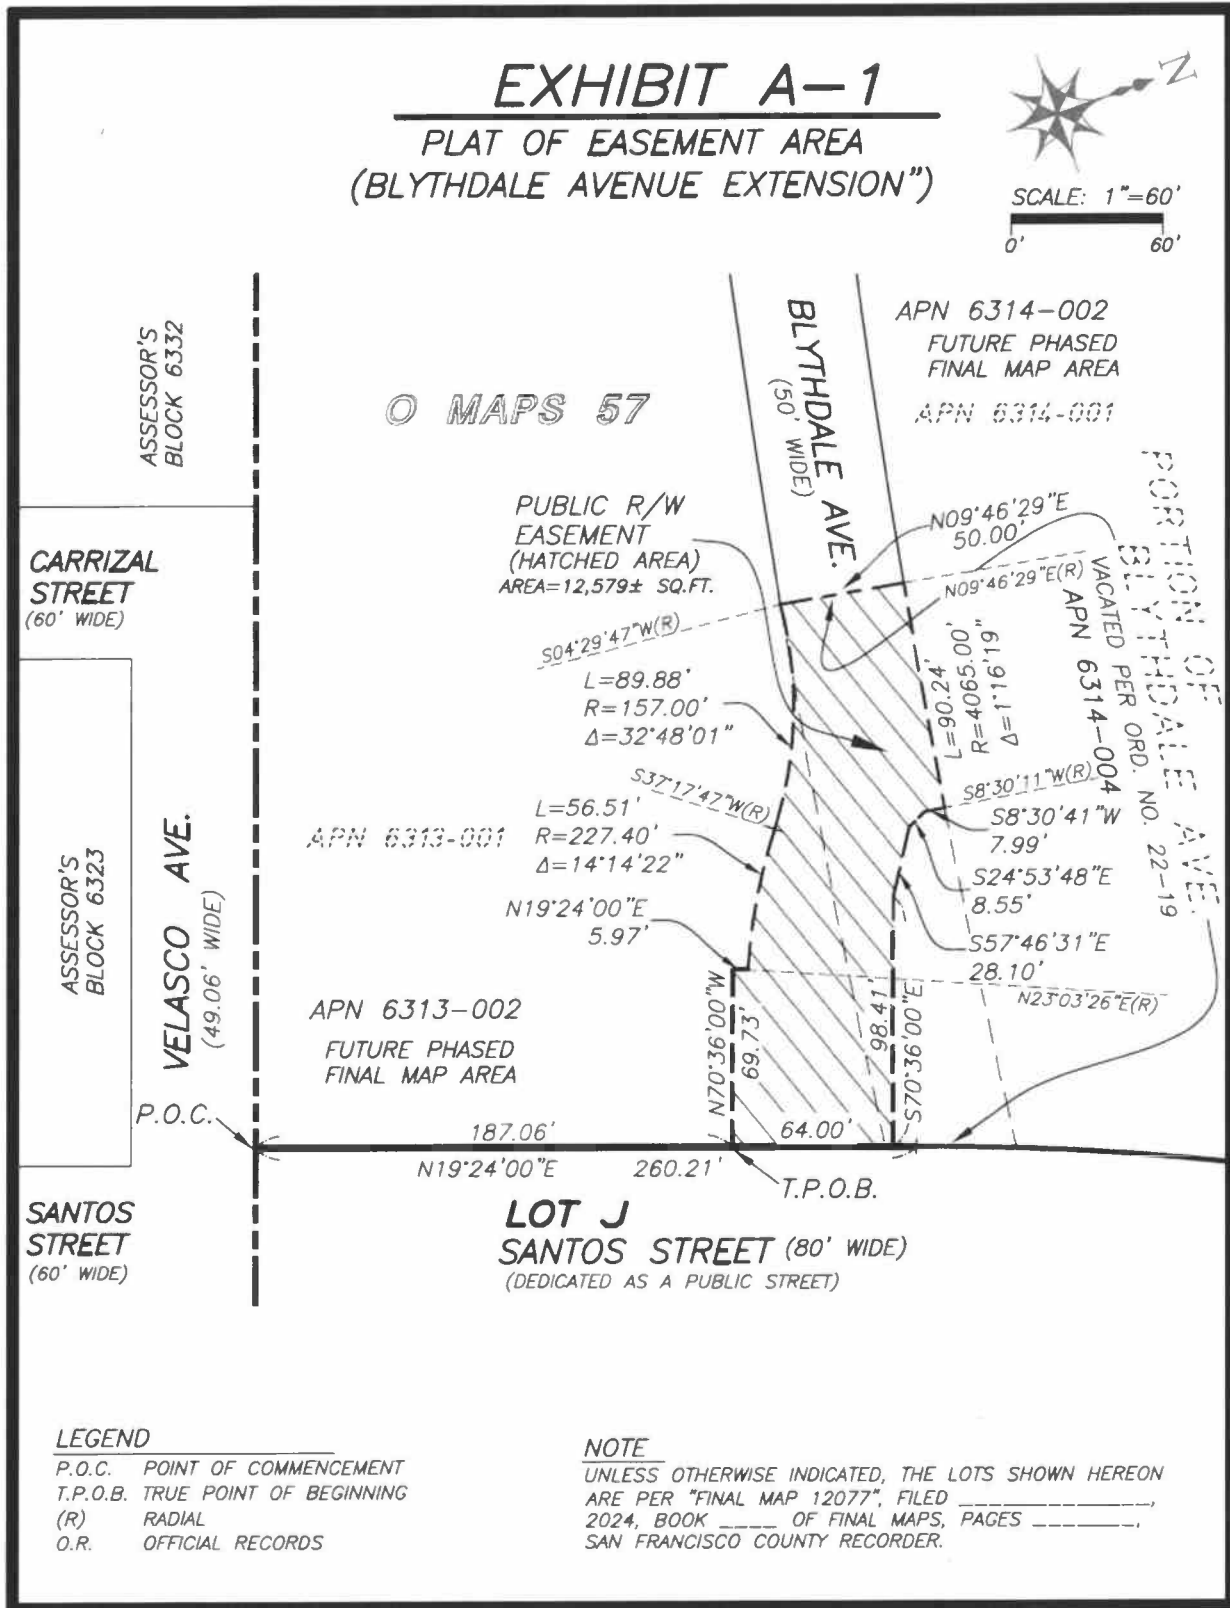 EXHIBIT A-1
PLAT OF EASEMENT AREA
(BLYTHDALE AVENUE EXTENSION")
N
SCALE: 1"=60'
0'
60'
ASSESSOR'S
BLOCK 6332
O MAPS 57
BLYTHDALE AVE.
(50' WIDE)
APN 6314-002
FUTURE PHASED
FINAL MAP AREA
APN 6314-001
PORTION OF
BLYTHDALE AVE.
VACATED PER ORD. NO. 22-19
APN 6314-004
PUBLIC R/W
EASEMENT
(HATCHED AREA)
AREA=12,579± SQ.FT.
N09°46'29"E
50.00'
N09°46'29"E(R)
CARRIZAL
STREET
(60' WIDE)
S04°29'47"W(R)
L=89.88'
R=157.00'
Δ=32°48'01"
L=90.24'
R=4065.00'
Δ=1°16'19"
S37°17'47"W(R)
S8°30'11"W(R)
S8°30'41"W
7.99'
L=56.51'
R=227.40'
Δ=14°14'22"
APN 6313-001
S24°53'48"E
8.55'
ASSESSOR'S
BLOCK 6323
VELASCO AVE.
(49.06' WIDE)
N19°24'00"E
5.97'
S57°46'31"E
28.10'
N23°03'26"E(R)
APN 6313-002
FUTURE PHASED
FINAL MAP AREA
N70°36'00"W
69.73'
98.41'
S70°36'00"E
P.O.C.
187.06'
64.00'
N19°24'00"E
260.21'
T.P.O.B.
SANTOS
STREET
(60' WIDE)
LOT J
SANTOS STREET (80' WIDE)
(DEDICATED AS A PUBLIC STREET)
LEGEND
P.O.C. POINT OF COMMENCEMENT
T.P.O.B. TRUE POINT OF BEGINNING
(R) RADIAL
O.R. OFFICIAL RECORDS
NOTE
UNLESS OTHERWISE INDICATED, THE LOTS SHOWN HEREON
ARE PER "FINAL MAP 12077", FILED ______________,
2024, BOOK ____ OF FINAL MAPS, PAGES ________,
SAN FRANCISCO COUNTY RECORDER.